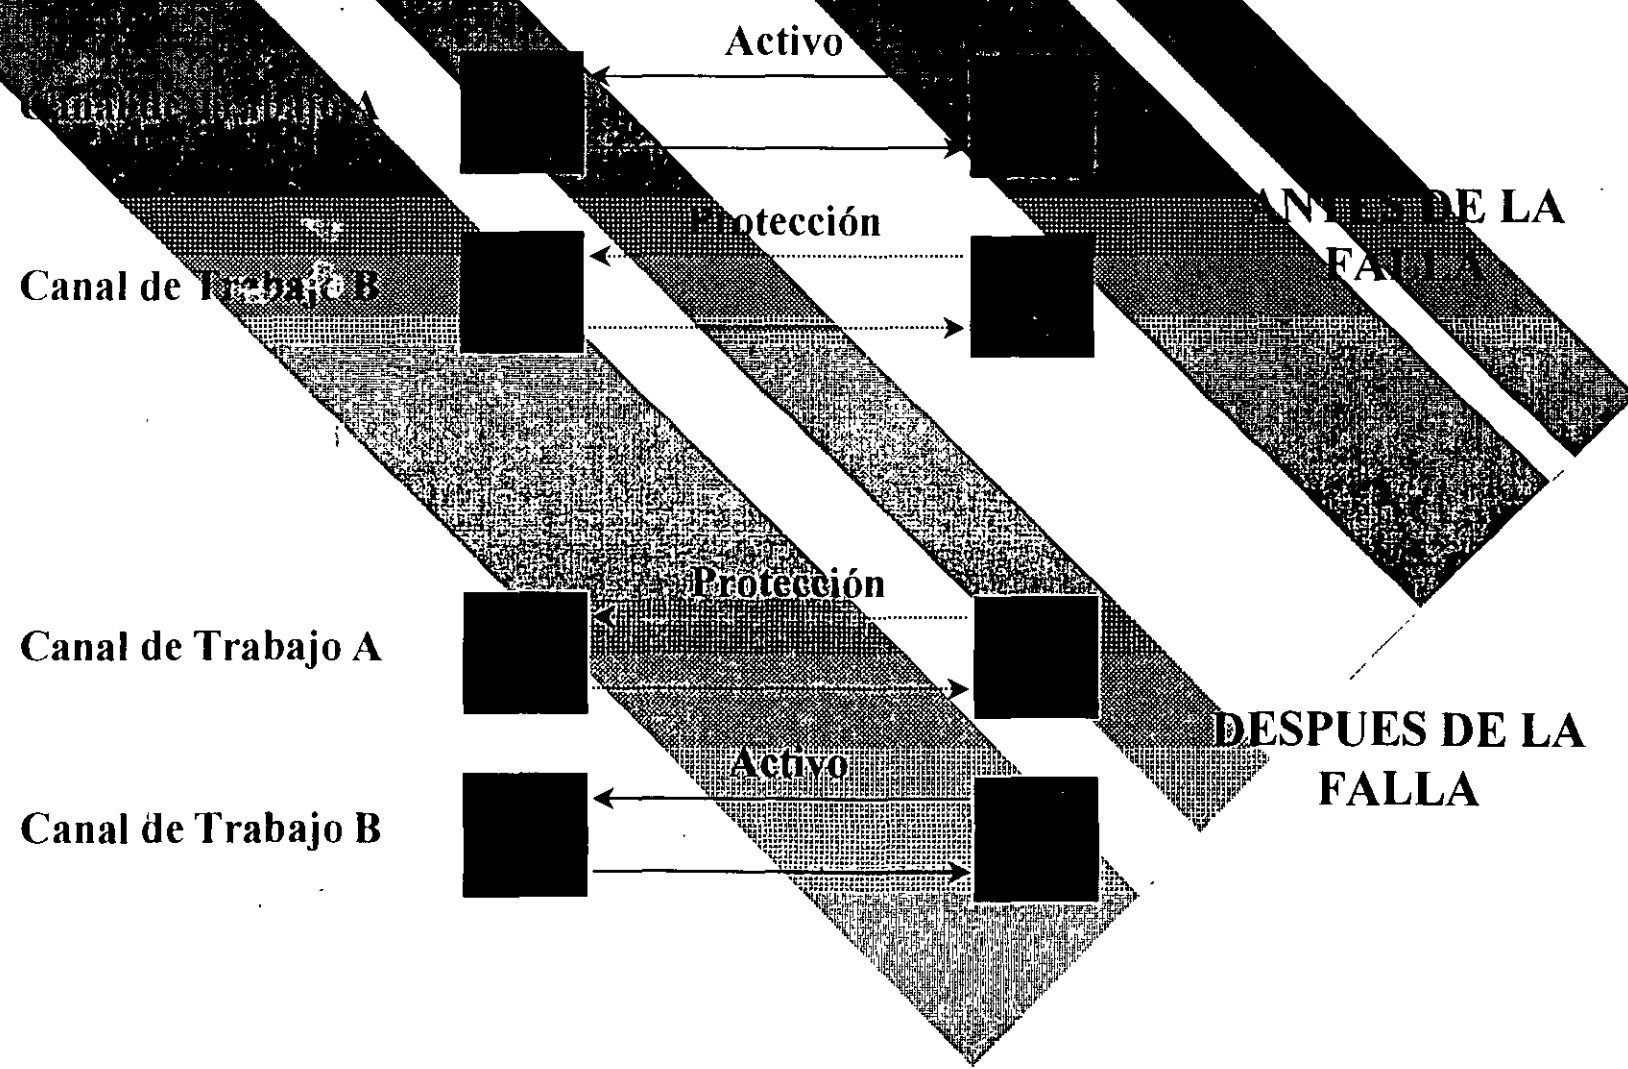 Activo
Canal de Trabajo A
Protección
Canal de Trabajo B
ANTES DE LA
FALLA
Protección
Canal de Trabajo A
Activo
Canal de Trabajo B
DESPUES DE LA
FALLA